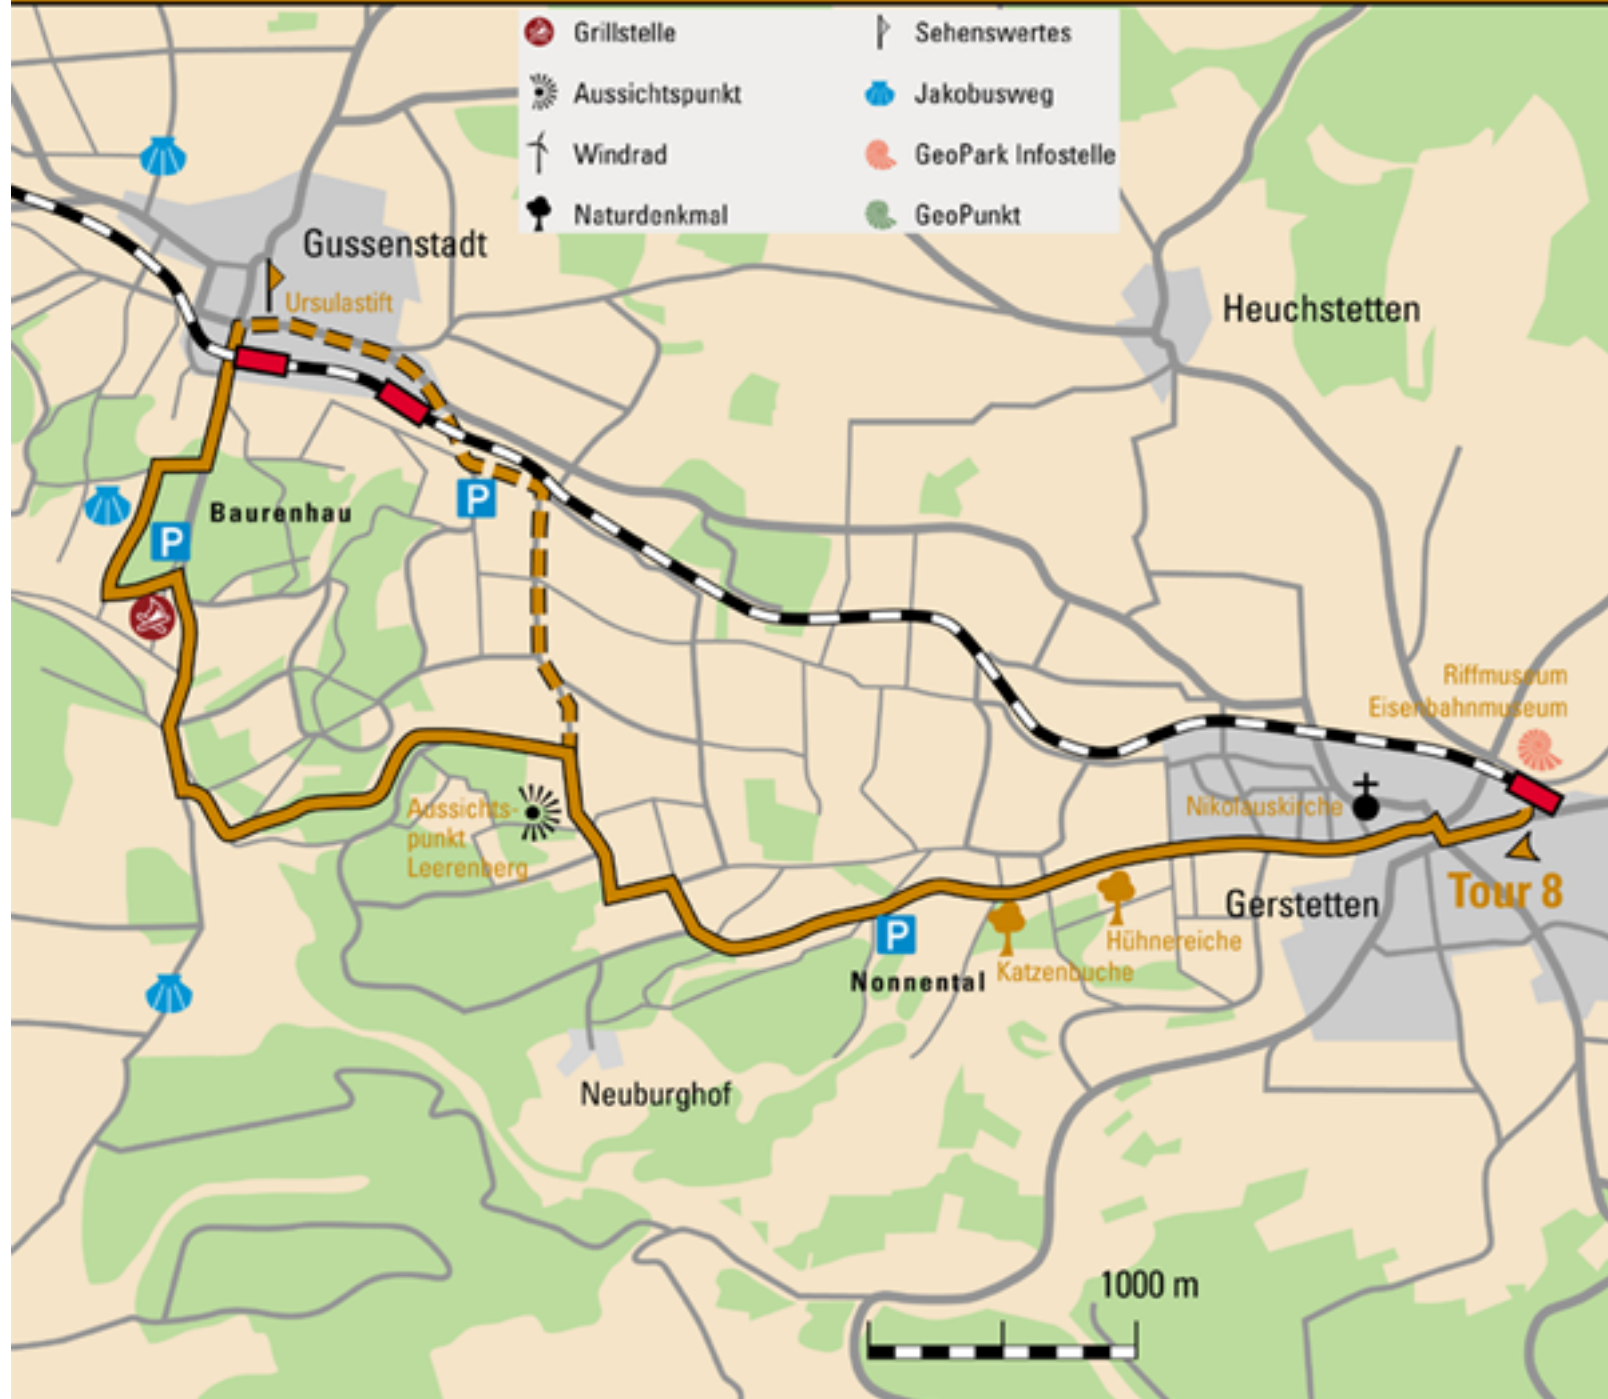 Grillstelle
Sehenswertes
Aussichtspunkt
Jakobusweg
Windrad
GeoPark Infostelle
Naturdenkmal
GeoPunkt
Gussenstadt
Ursulastift
Heuchstetten
P
Baurenhau
P
Riffmuseum
Eisenbahnmuseum
Nikolauskirche
Aussichts-
punkt
Leerenberg
Tour 8
Gerstetten
P
Hühnereiche
Nonnental
Katzenbuche
Neuburghof
1000 m